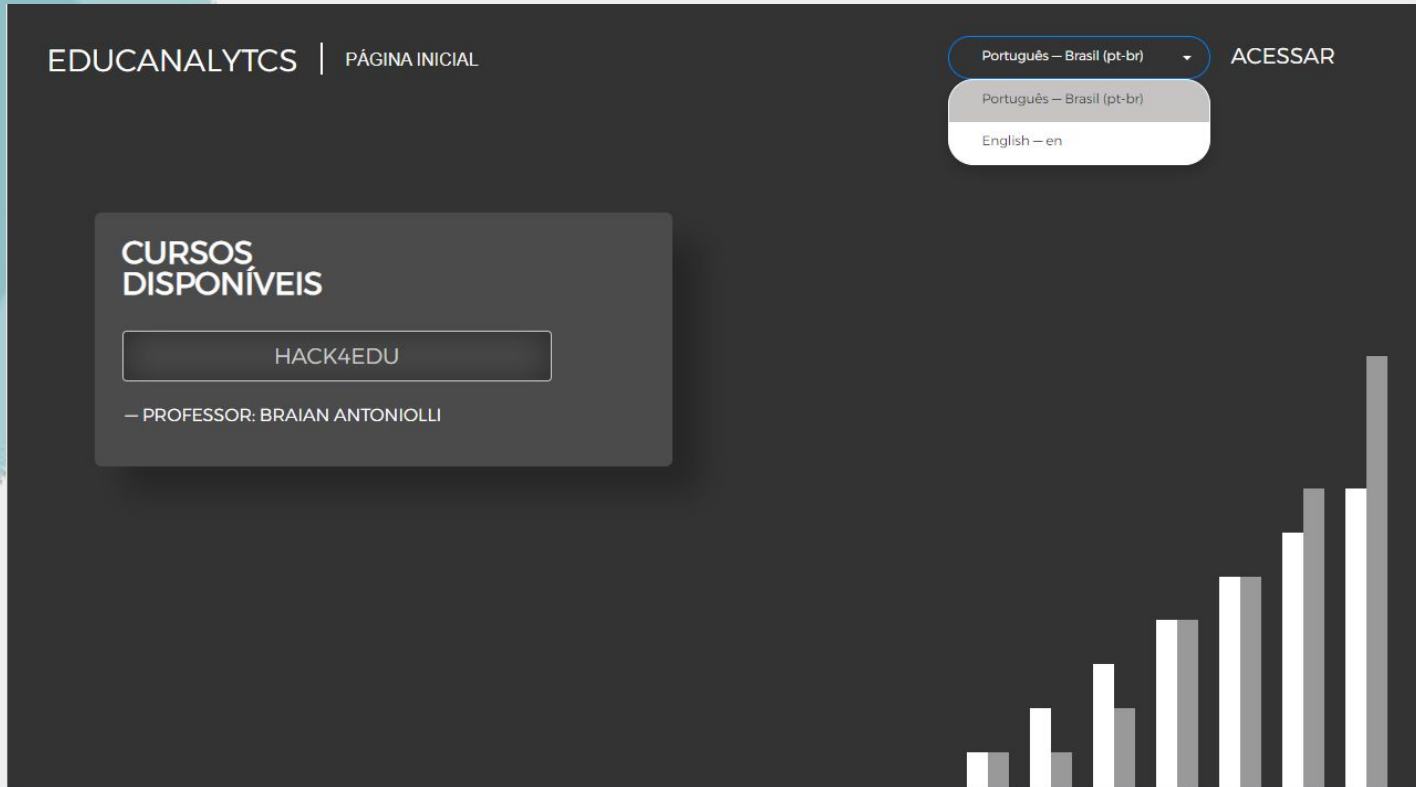 EDUCANALYTCS | PÁGINA INICIAL
Português — Brasil (pt-br)
ACESSAR
Português — Brasil (pt-br)
English — en
CURSOS
DISPONÍVEIS
HACK4EDU
— PROFESSOR: BRAIAN ANTONIOLLI